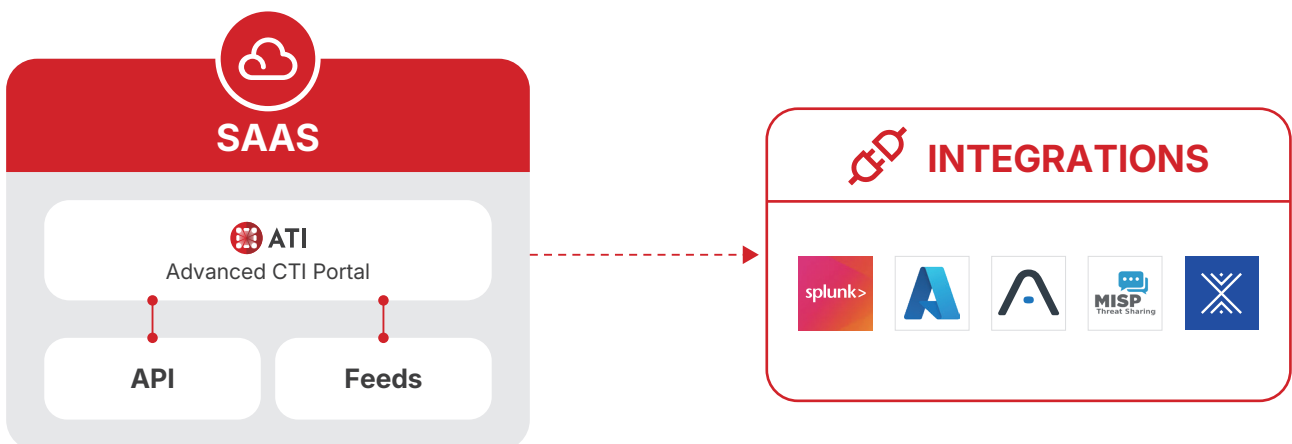 SAAS
ATI
Advanced CTI Portal
API
Feeds
INTEGRATIONS
splunk>
MISP
Threat Sharing